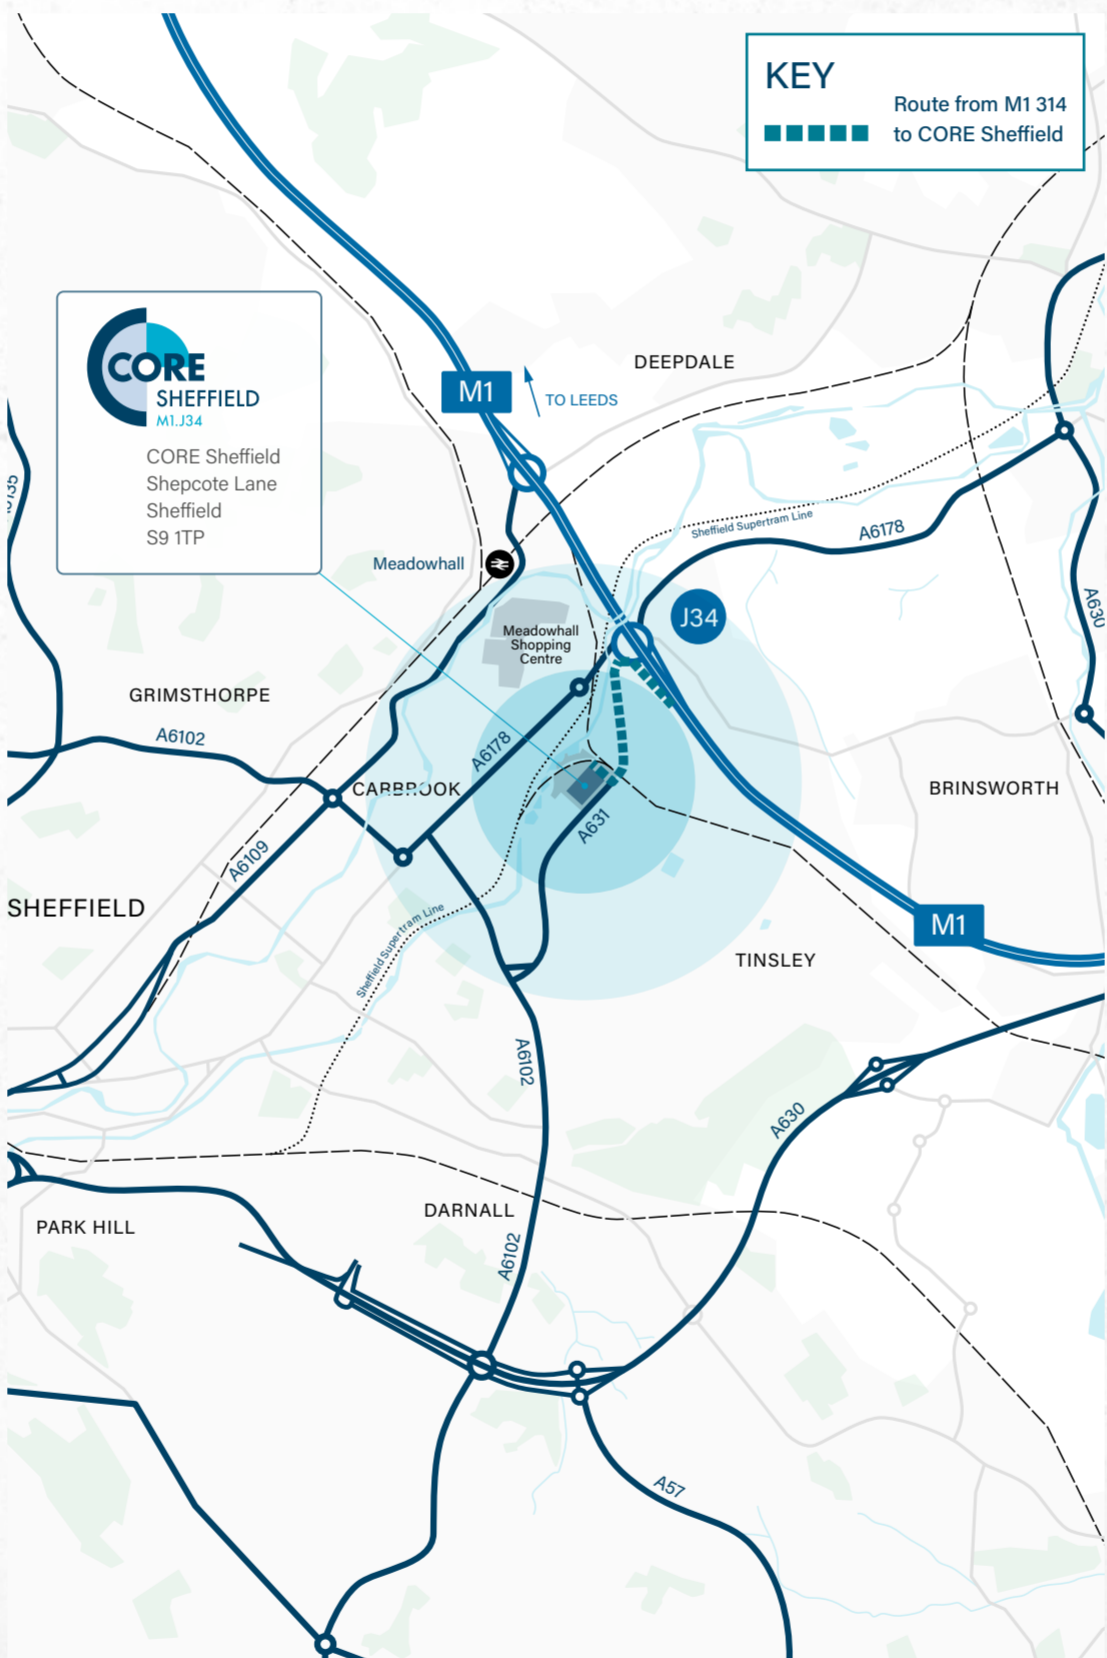 KEY
Route from M1 314
to CORE Sheffield
CORE
SHEFFIELD
M1.J34
CORE Sheffield
Shepcote Lane
Sheffield
S9 1TP
DEEPDALE
M1
TO LEEDS
Sheffield Supertram Line
A6178
Meadowhall
J34
A630
Meadowhall
Shopping
Centre
GRIMSTHORPE
A6102
A6178
CARBROOK
BRINSWORTH
A631
A6109
SHEFFIELD
M1
Sheffield Supertram Line
TINSLEY
A6102
A630
DARNALL
PARK HILL
A6102
A57